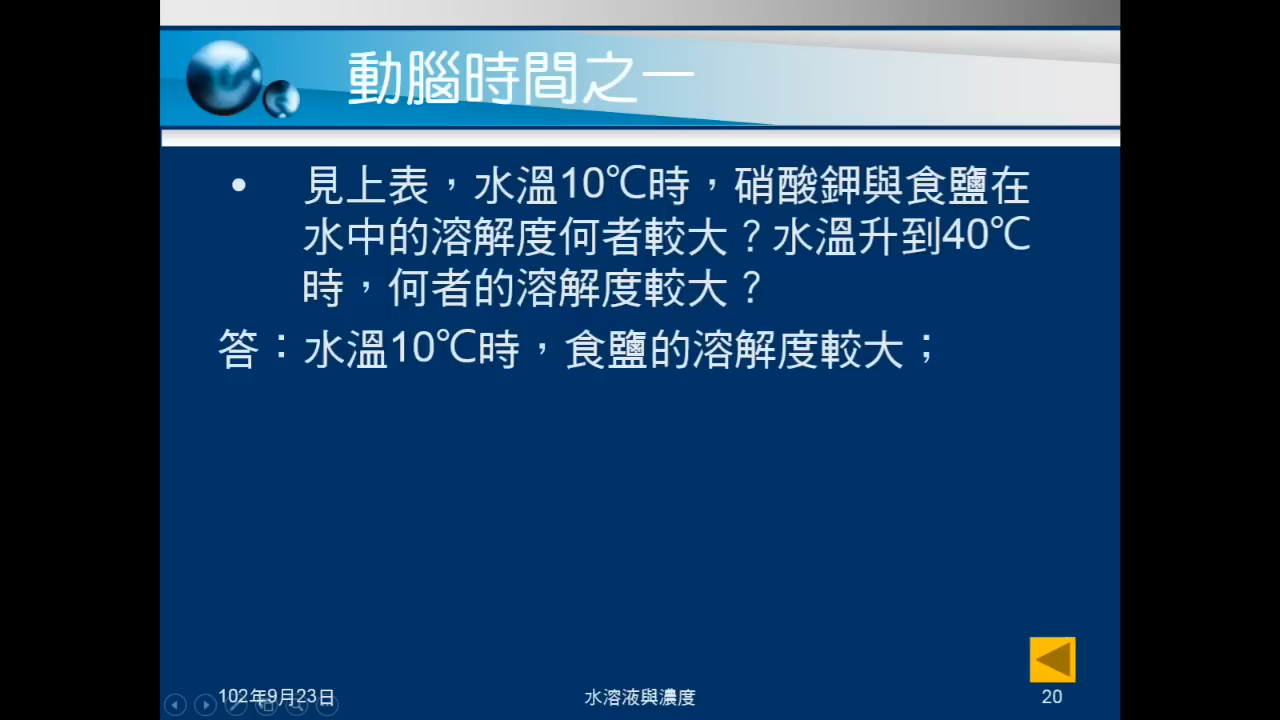 動腦時間之一
• 見上表，水溫10℃時，硝酸鉀與食鹽在
水中的溶解度何者較大？水溫升到40℃
時，何者的溶解度較大？
答：水溫10℃時，食鹽的溶解度較大；
102年9月23日
水溶液與濃度
20